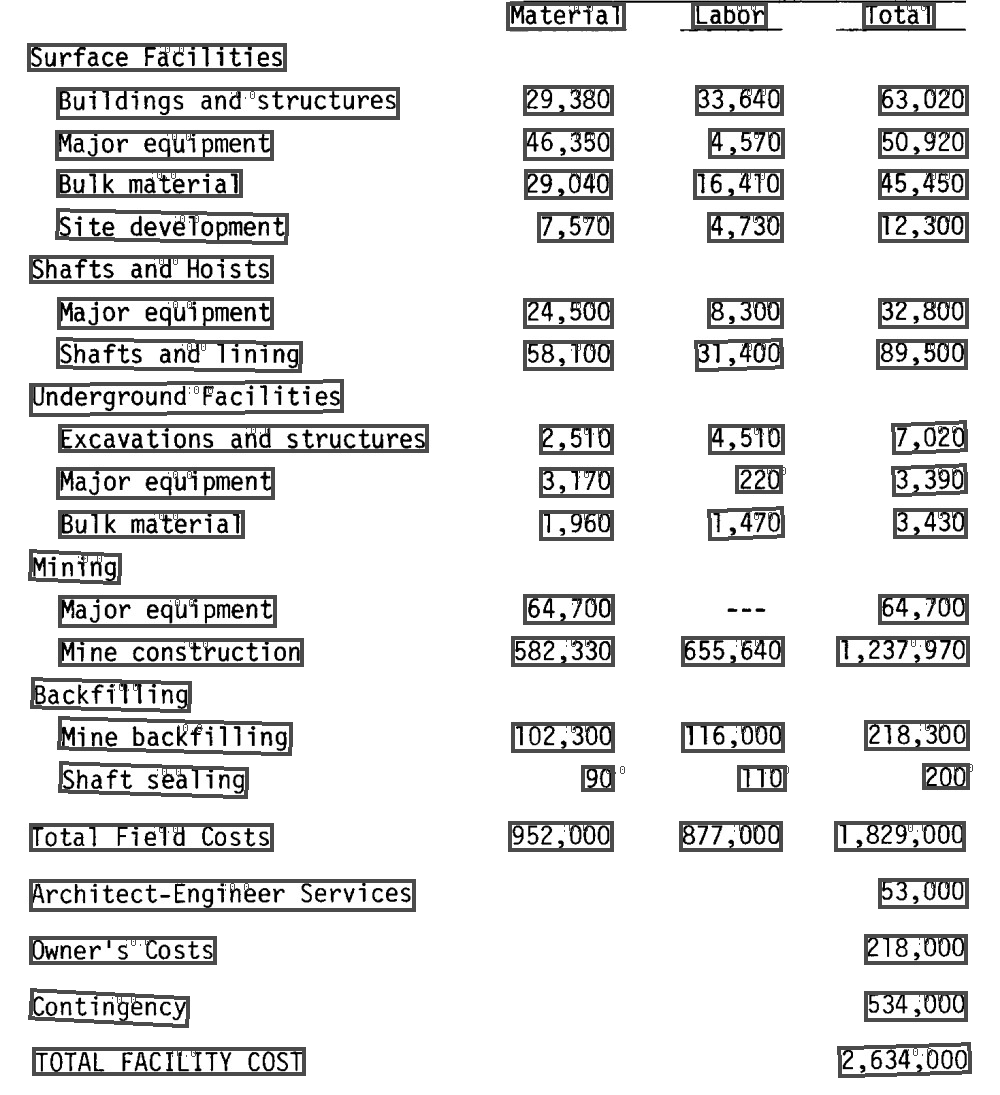 Material Labor Total
Surface Facilities
Buildings and structures 29,380 33,640 63,020
Major equipment 46,350 4,570 50,920
Bulk material 29,040 16,410 45,450
Site development 7,570 4,730 12,300
Shafts and Hoists
Major equipment 24,500 8,300 32,800
Shafts and lining 58,100 31,400 89,500
Underground Facilities
Excavations and structures 2,510 4,510 7,020
Major equipment 3,170 220 3,390
Bulk material 1,960 1,470 3,430
Mining
Major equipment 64,700 --- 64,700
Mine construction 582,330 655,640 1,237,970
Backfilling
Mine backfilling 102,300 116,000 218,300
Shaft sealing 90 110 200
Total Field Costs 952,000 877,000 1,829,000
Architect-Engineer Services 53,000
Owner's Costs 218,000
Contingency 534,000
TOTAL FACILITY COST 2,634,000